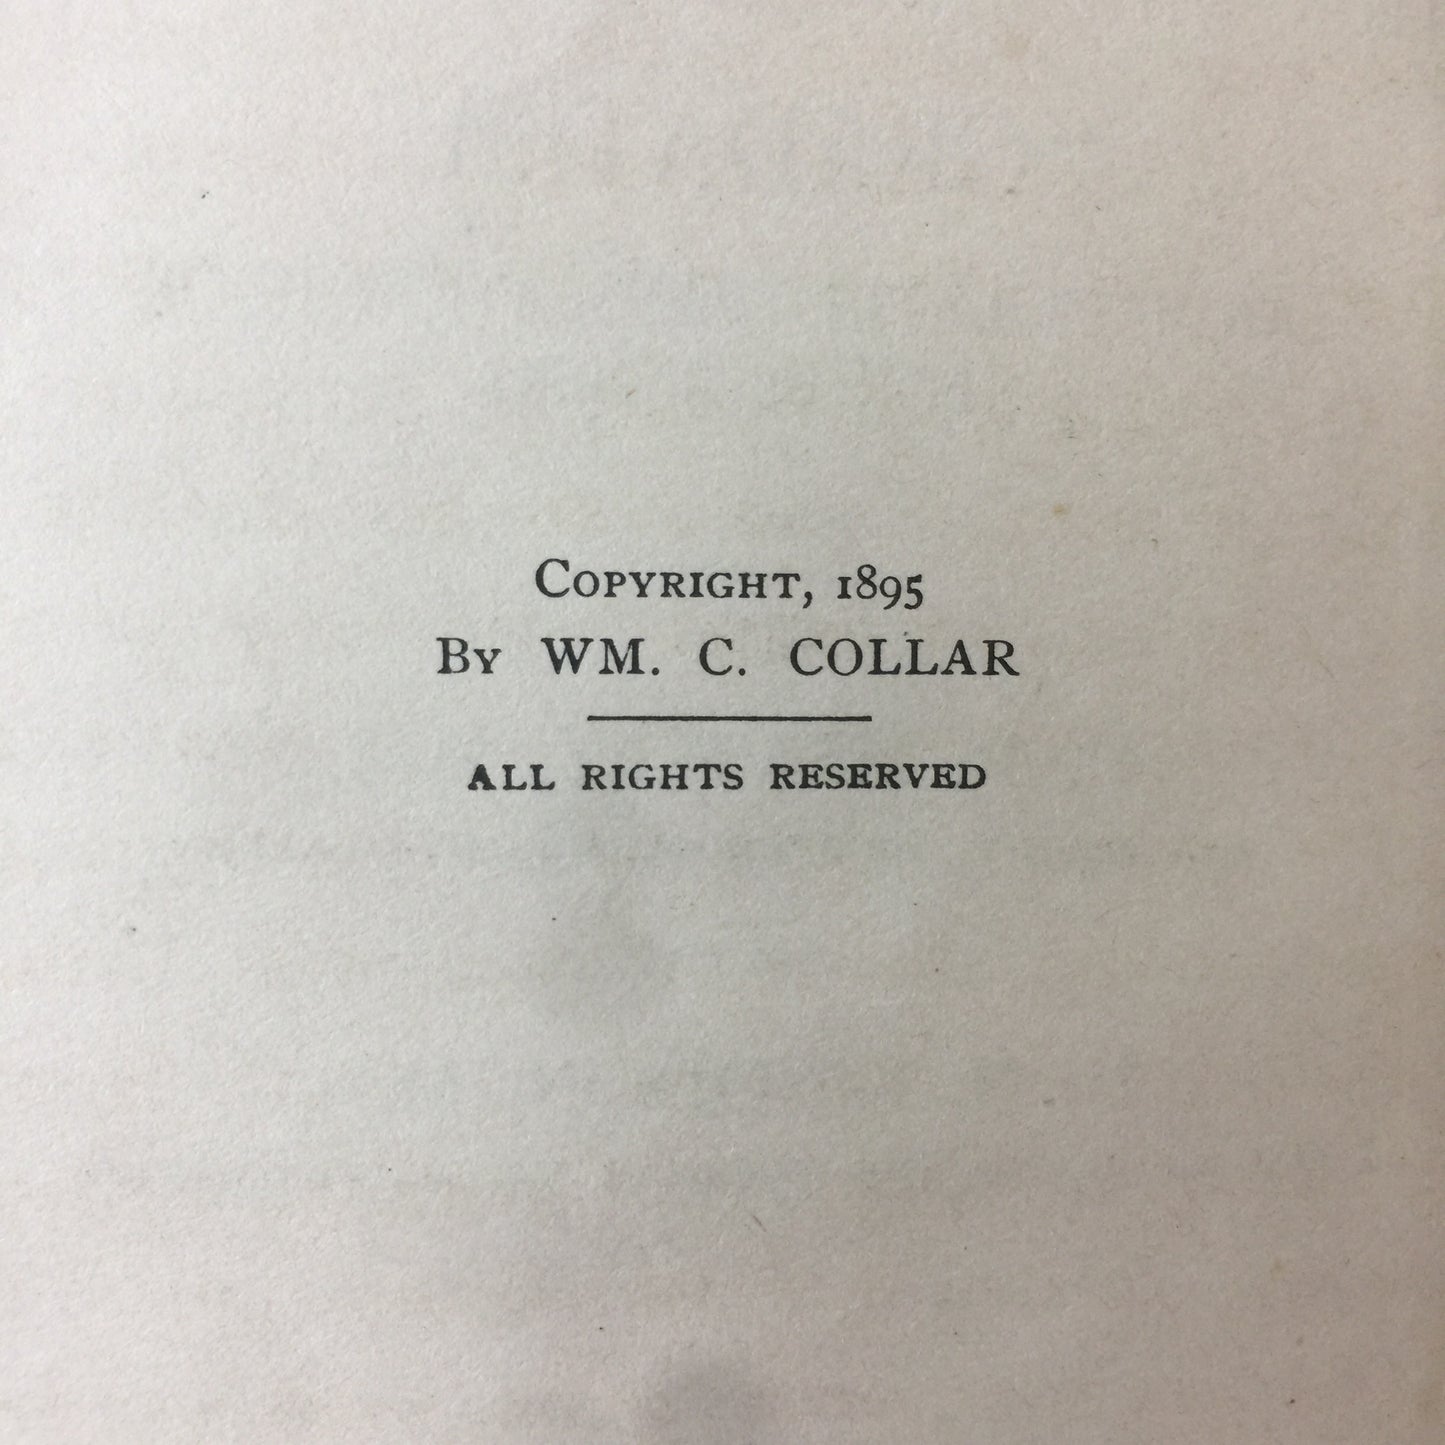 COPYRIGHT, 1895
BY WM. C. COLLAR
ALL RIGHTS RESERVED